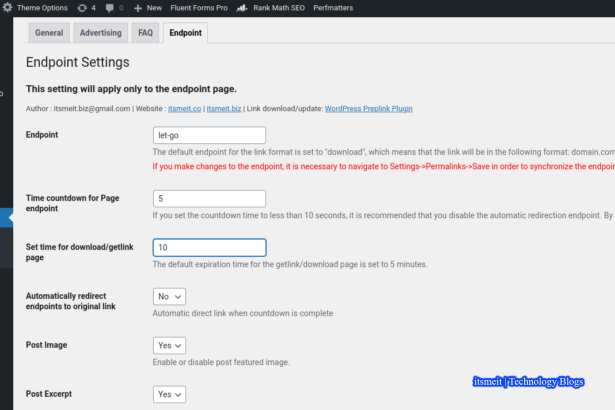 Theme Options 4 0 New Fluent Forms Pro Rank Math SEO Perfmatters
General Advertising FAQ Endpoint
Endpoint Settings
This setting will apply only to the endpoint page.
Author : itsmeit.biz@gmail.com | Website : itsmeit.co | itsmeit.biz | Link download/update: WordPress Preplink Plugin
Endpoint
let-go
The default endpoint for the link format is set to "download", which means that the link will be in the following format: domain.com
If you make changes to the endpoint, it is necessary to navigate to Settings->Permalinks->Save in order to synchronize the endpoin
Time countdown for Page
endpoint
5
If you set the countdown time to less than 10 seconds, it is recommended that you disable the automatic redirection endpoint. By
Set time for download/getlink
page
10
The default expiration time for the getlink/download page is set to 5 minutes.
Automatically redirect
endpoints to original link
No
Automatic direct link when countdown is complete
Post Image
Yes
Enable or disable post featured image.
itsmeit | Technology Blogs
Post Excerpt
Yes